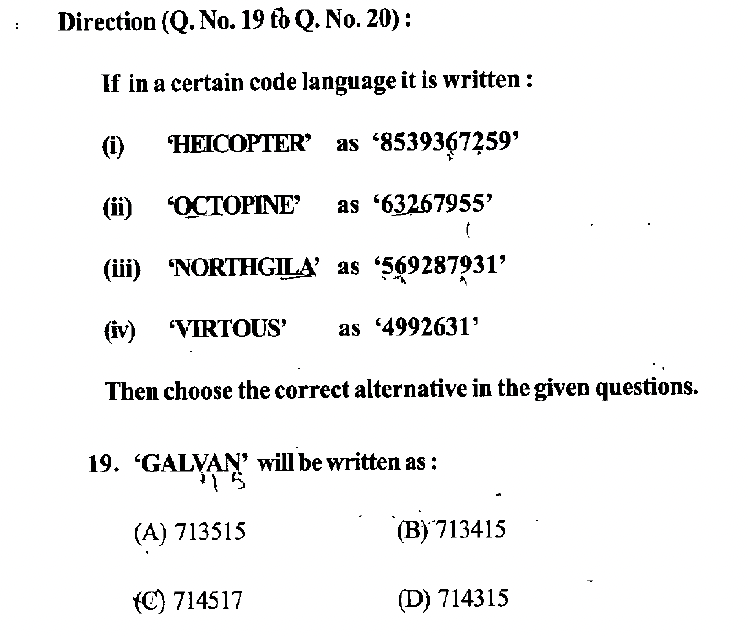 Direction (Q. No. 19 to Q. No. 20) :
If in a certain code language it is written :
(i) 'HEICOPTER' as '8539367259'
(ii) 'OCTOPINE' as '63267955'
(iii) 'NORTHGILA' as '569287931'
(iv) 'VIRTOUS' as '4992631'
Then choose the correct alternative in the given questions.
19. 'GALVAN' will be written as :
1 5
(A) 713515 (B) 713415
(C) 714517 (D) 714315